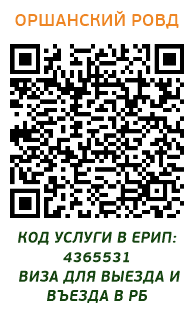 ОРШАНСКИЙ РОВД
КОД УСЛУГИ В ЕРИП:
4365531
ВИЗА ДЛЯ ВЫЕЗДА И
ВЪЕЗДА В РБ